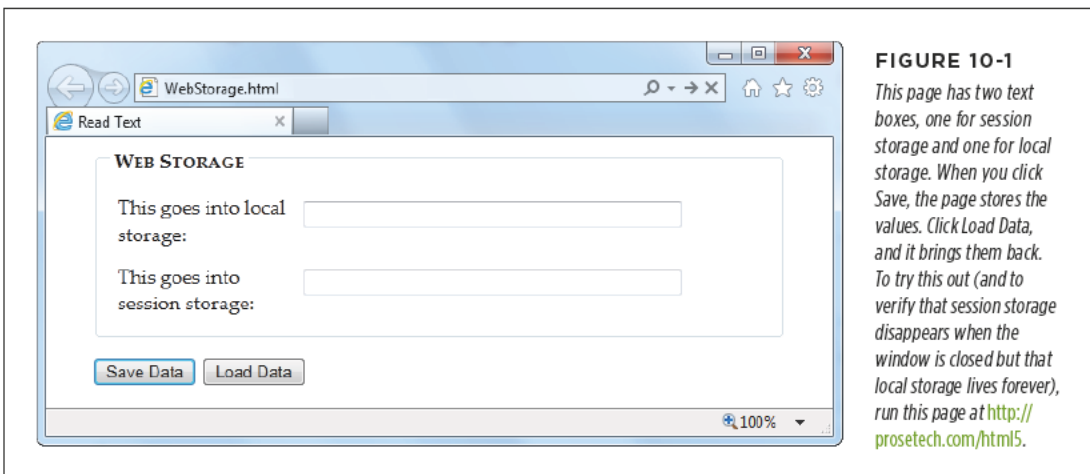 WebStorage.html
Read Text
WEB STORAGE
This goes into local
storage:
This goes into
session storage:
Save Data
Load Data
100%
FIGURE 10-1
This page has two text
boxes, one for session
storage and one for local
storage. When you click
Save, the page stores the
values. Click Load Data,
and it brings them back.
To try this out (and to
verify that session storage
disappears when the
window is closed but that
local storage lives forever),
run this page at http://
prosetech.com/html5.